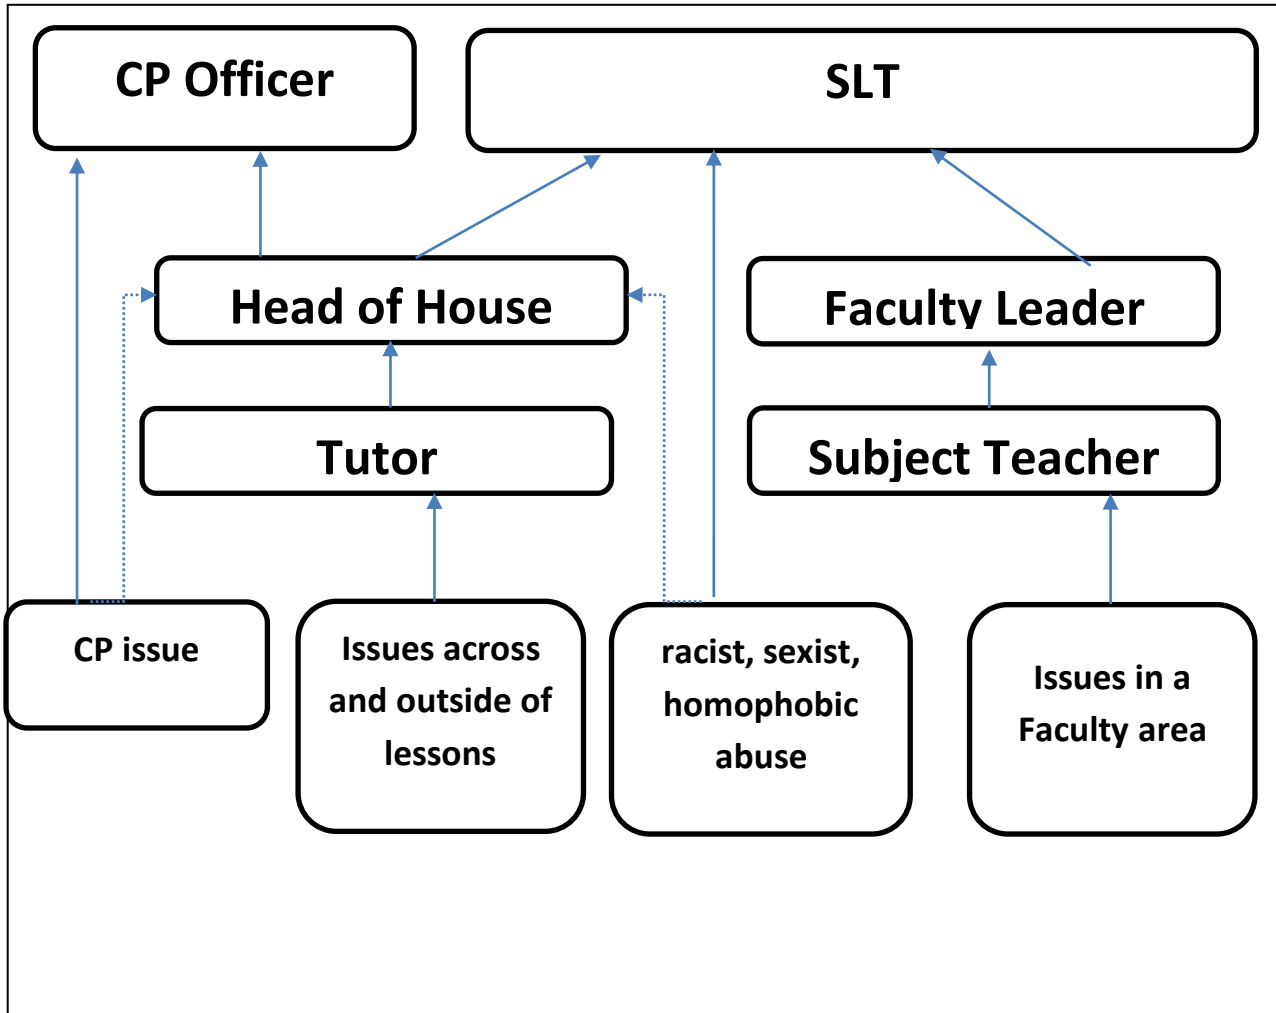 CP Officer
SLT
Head of House
Faculty Leader
Tutor
Subject Teacher
CP issue
Issues across
and outside of
lessons
racist, sexist,
homophobic
abuse
Issues in a
Faculty area